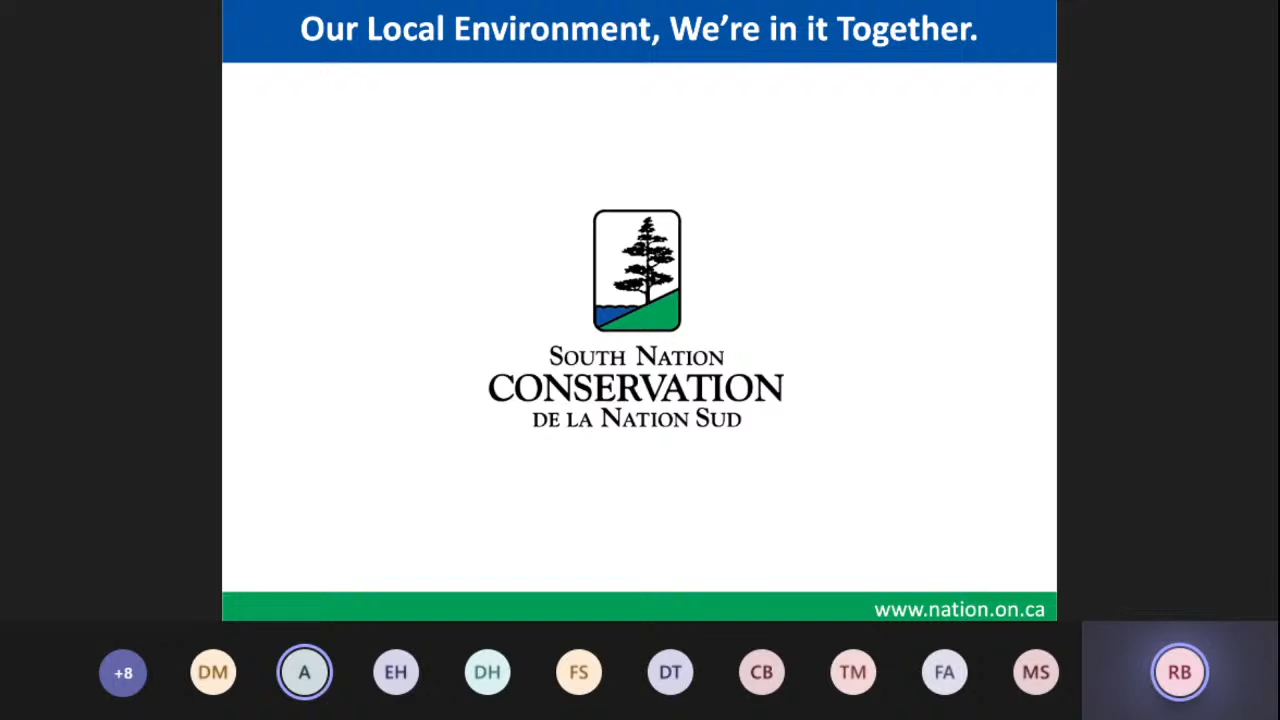 Our Local Environment, We're in it Together.
SOUTH NATION
CONSERVATION
DE LA NATION SUD
www.nation.on.ca
+8 DM A EH DH FS DT CB TM FA MS RB